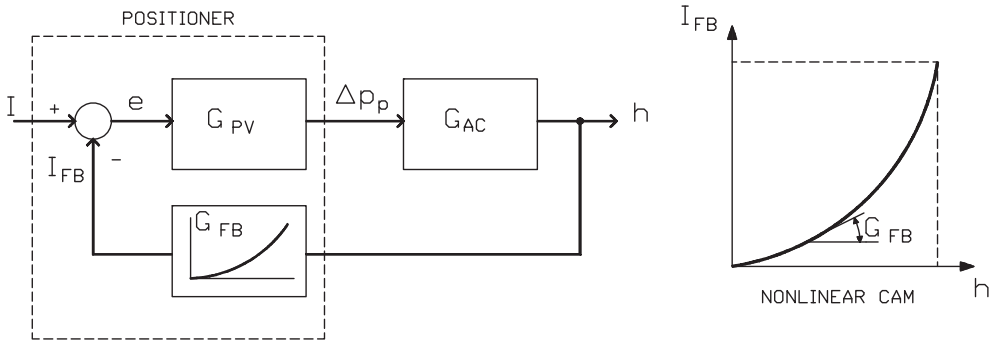 POSITIONER
I + e G PV Δp p G AC h
I FB -
G FB
I FB
G FB
h
NONLINEAR CAM